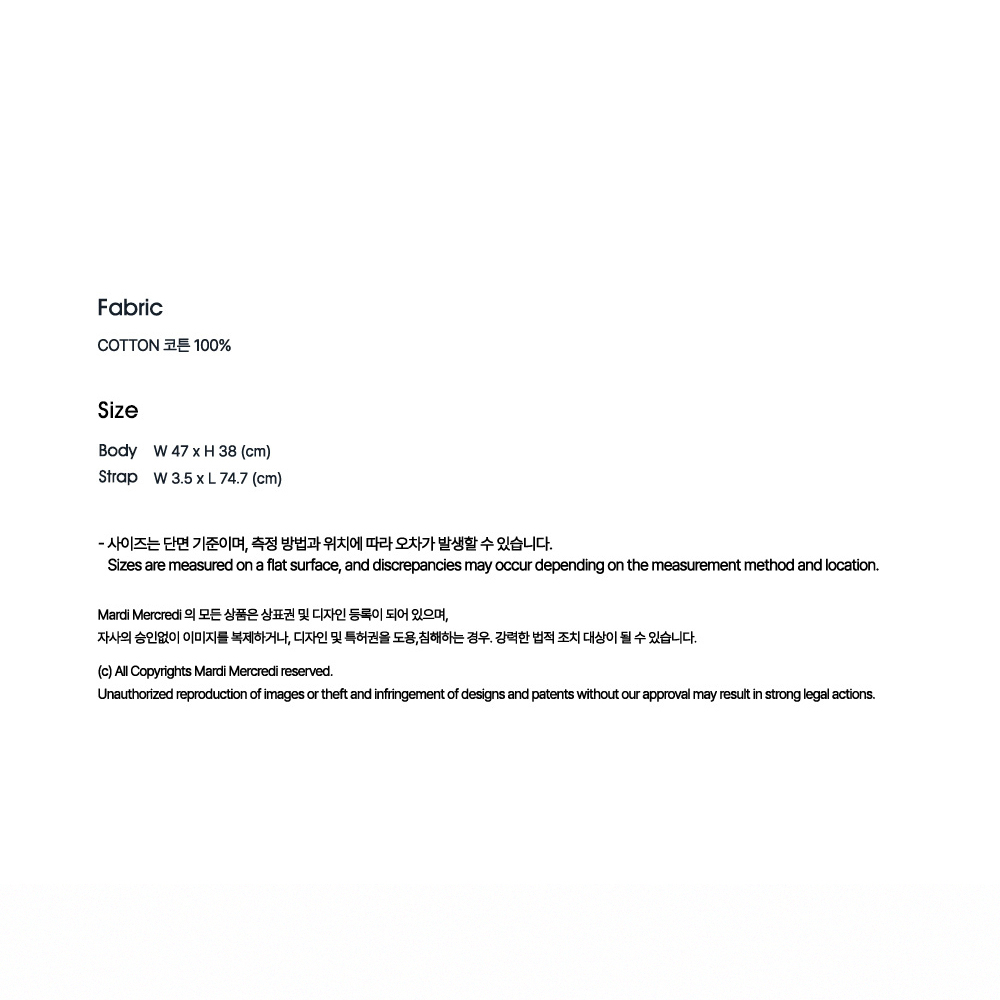 Fabric
COTTON 코튼 100%
Size
Body W 47 x H 38 (cm)
Strap W 3.5 x L 74.7 (cm)
- 사이즈는 단면 기준이며, 측정 방법과 위치에 따라 오차가 발생할 수 있습니다.
Sizes are measured on a flat surface, and discrepancies may occur depending on the measurement method and location.
Mardi Mercredi 의 모든 상품은 상표권 및 디자인 등록이 되어 있으며,
자사의 승인없이 이미지를 복제하거나, 디자인 및 특허권을 도용,침해하는 경우. 강력한 법적 조치 대상이 될 수 있습니다.
(c) All Copyrights Mardi Mercredi reserved.
Unauthorized reproduction of images or theft and infringement of designs and patents without our approval may result in strong legal actions.